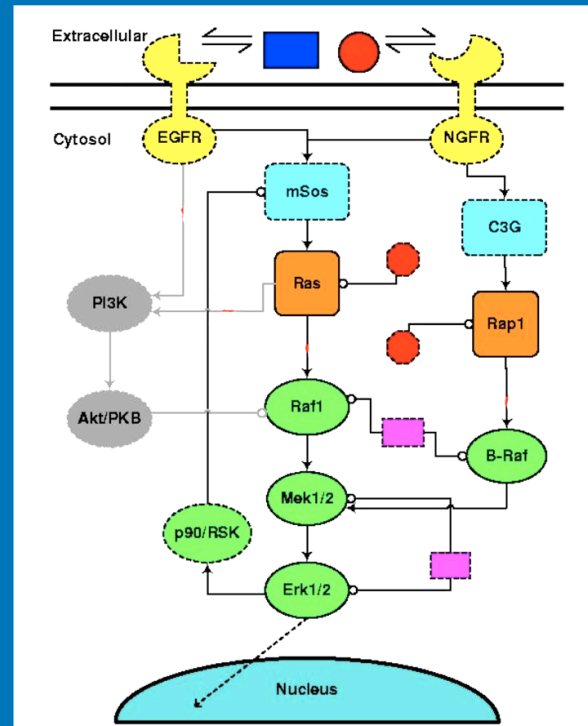 Extracellular
Cytosol
EGFR
NGFR
mSos
C3G
Ras
Rap1
PI3K
Akt/PKB
Raf1
B-Raf
Mek1/2
p90/RSK
Erk1/2
Nucleus